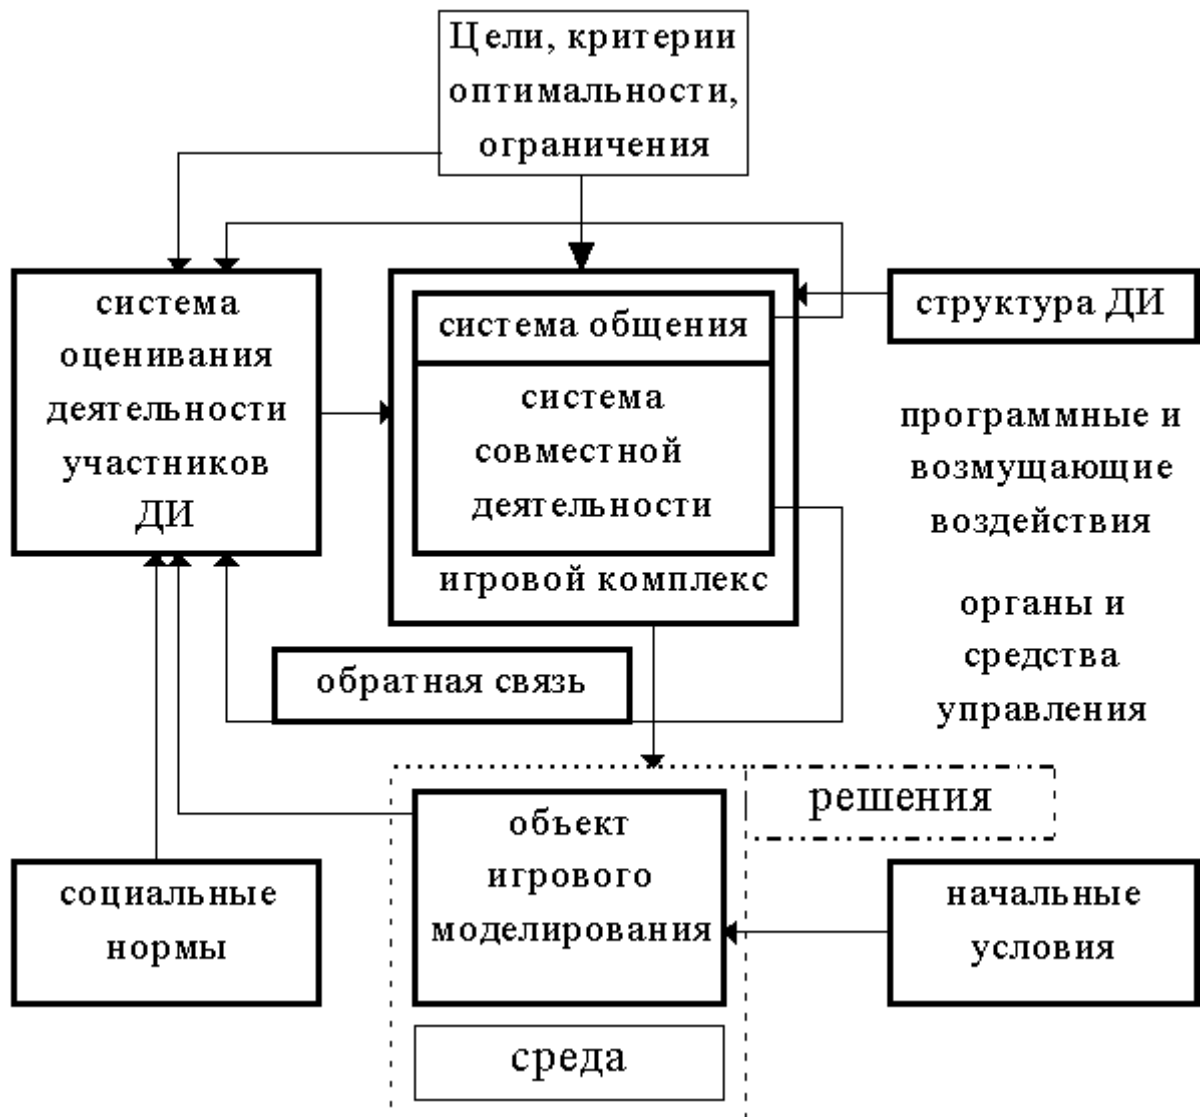 Цели, критерии
оптимальности,
ограничения
система
оценивания
деятельности
участников
ДИ
система общения
система
совместной
деятельности
игровой комплекс
структура ДИ
программные и
возмущающие
воздействия
органы и
средства
управления
обратная связь
решения
объект
игрового
моделирования
социальные
нормы
начальные
условия
среда